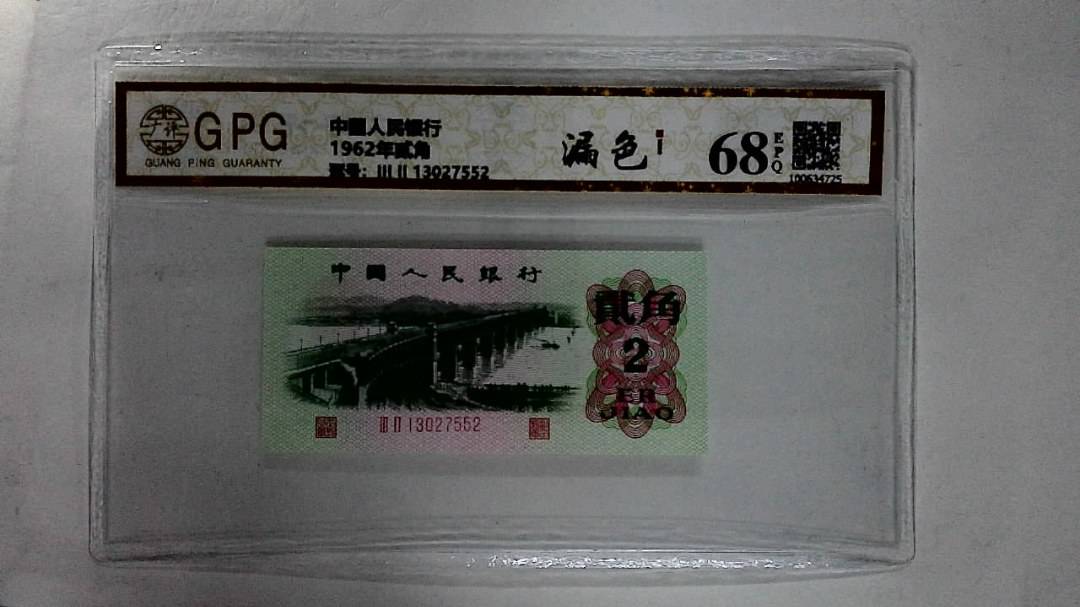 GPG
GUANG PING GUARANTY
中國人民銀行
1962年贰角
冠号: III II 13027552
漏色
68
EPQ
100634725
中國人民銀行
貳角
2
ER
JIAO
III II 13027552